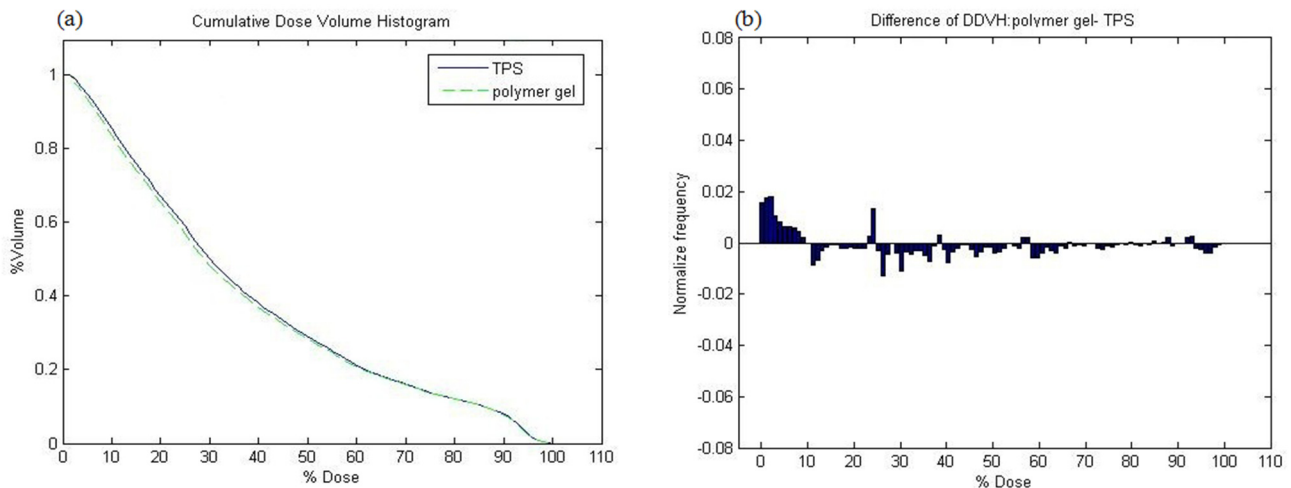 (a)
Cumulative Dose Volume Histogram
TPS
polymer gel
1
0.8
0.6
0.4
0.2
0
%Volume
0 10 20 30 40 50 60 70 80 90 100 110
% Dose
(b)
Difference of DDVH:polymer gel- TPS
0.08
0.06
0.04
0.02
0
-0.02
-0.04
-0.06
-0.08
Normalize frequency
0 10 20 30 40 50 60 70 80 90 100 110
% Dose